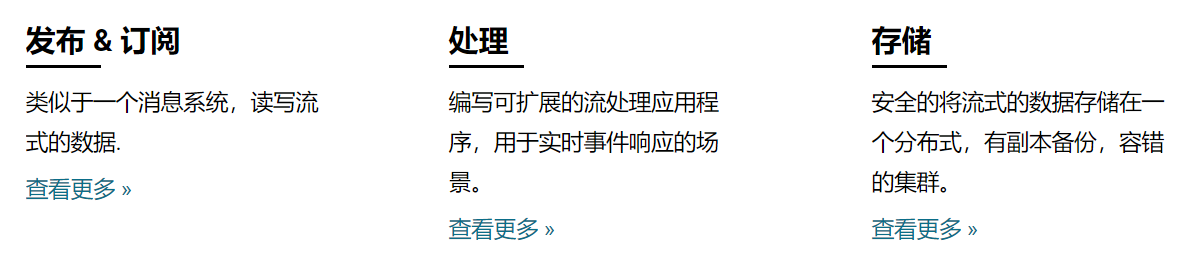 发布 & 订阅
类似于一个消息系统，读写流
式的数据.
查看更多 »
处理
编写可扩展的流处理应用程
序，用于实时事件响应的场
景。
查看更多 »
存储
安全的将流式的数据存储在一
个分布式，有副本备份，容错
的集群。
查看更多 »